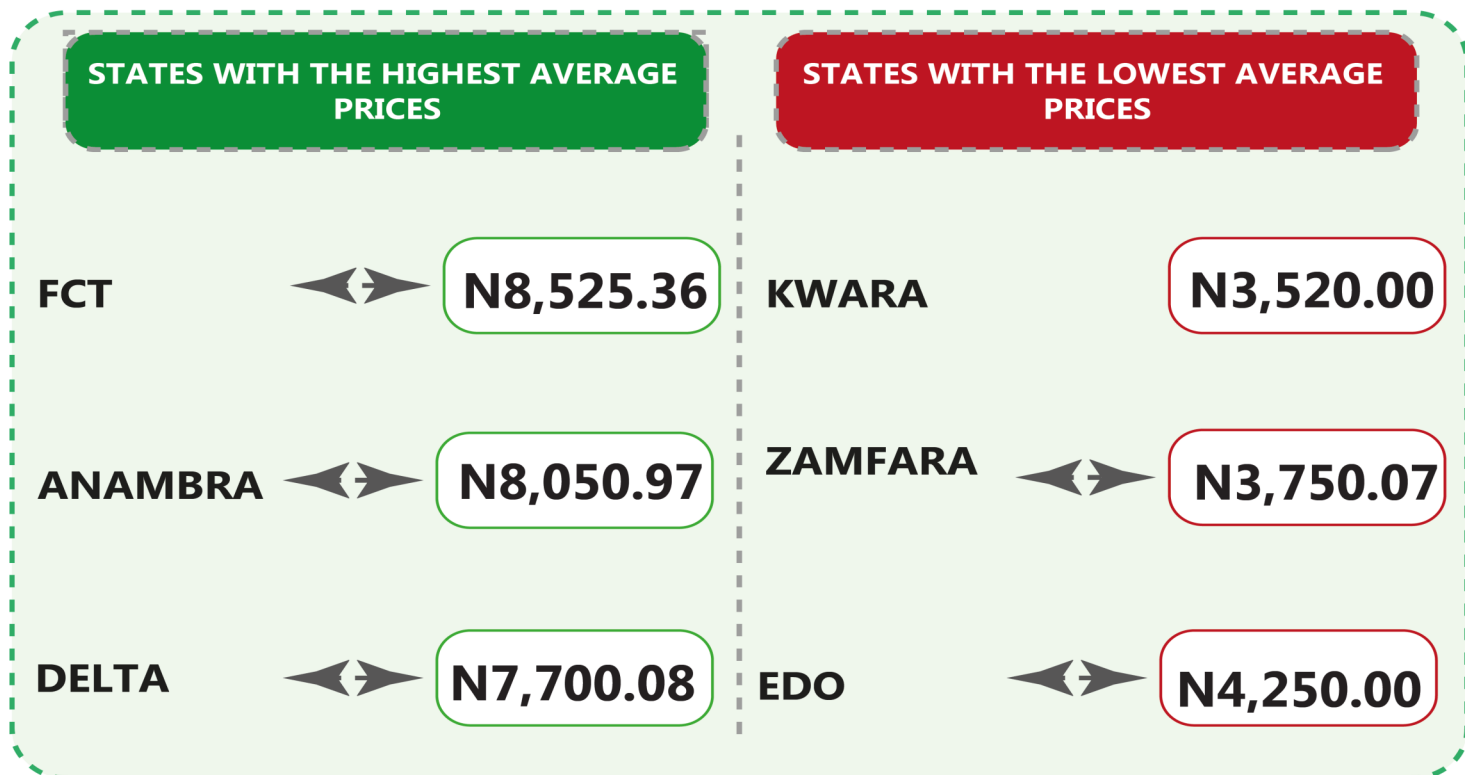 STATES WITH THE HIGHEST AVERAGE
PRICES
FCT
N8,525.36
ANAMBRA
N8,050.97
DELTA
N7,700.08
STATES WITH THE LOWEST AVERAGE
PRICES
KWARA
N3,520.00
ZAMFARA
N3,750.07
EDO
N4,250.00